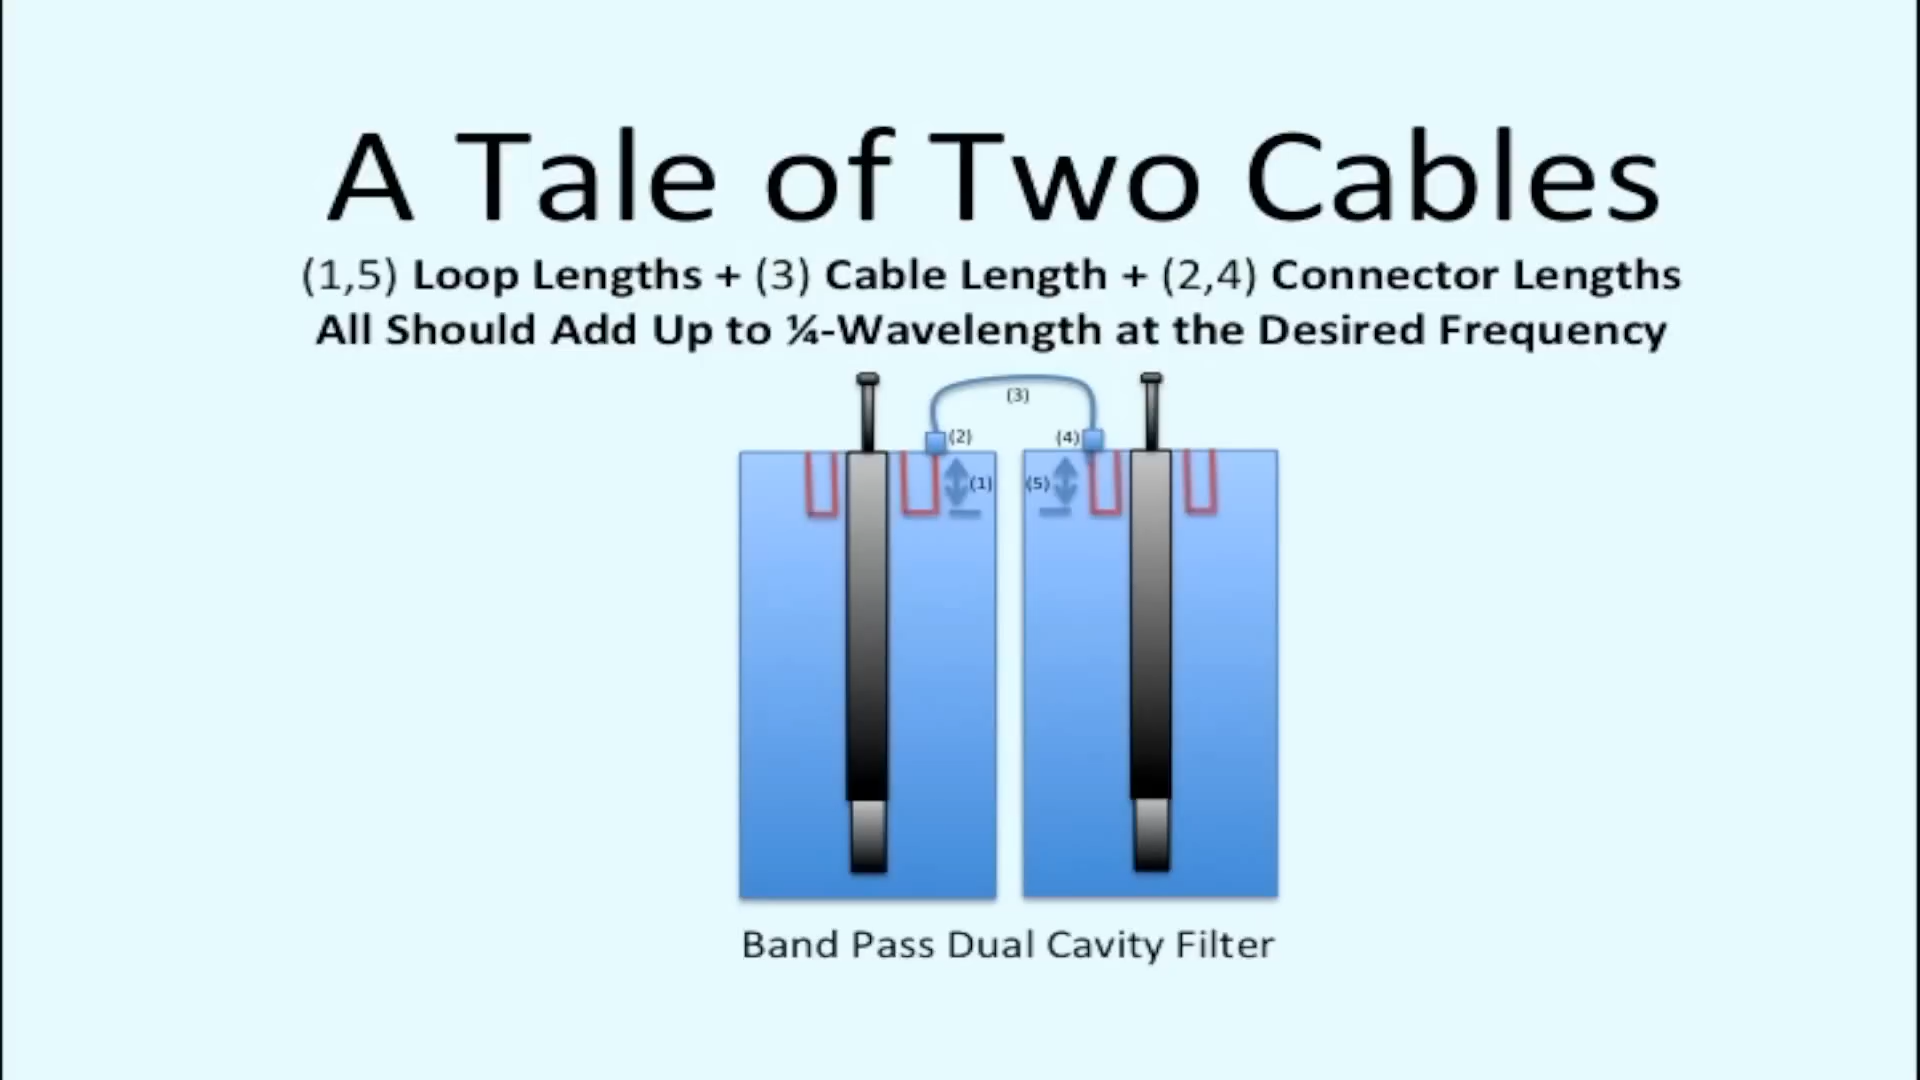 A Tale of Two Cables
(1,5) Loop Lengths + (3) Cable Length + (2,4) Connector Lengths
All Should Add Up to ¼-Wavelength at the Desired Frequency
(3)
(2)
(4)
(1)
(5)
Band Pass Dual Cavity Filter